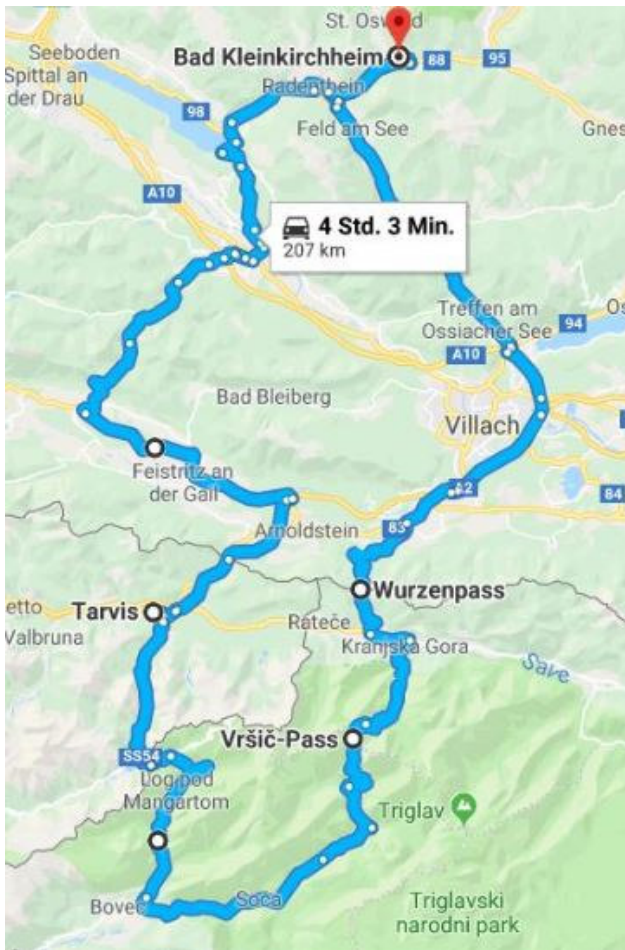 St. Oswald
Seeboden
Bad Kleinkirchheim
88
95
Spittal an
der Drau
Radenthein
98
Feld am See
Gnes
A10
4 Std. 3 Min.
207 km
Treffen am
Ossiacher See
94
Os
A10
Bad Bleiberg
Villach
Feistritz an
der Gail
A2
84
Arnoldstein
83
Wurzenpass
etto
Tarvis
Valbruna
Rateče
Kranjska Gora
Save
Vršič-Pass
SS54
Log pod
Mangartom
Triglav
Soča
Bovec
Triglavski
narodni park